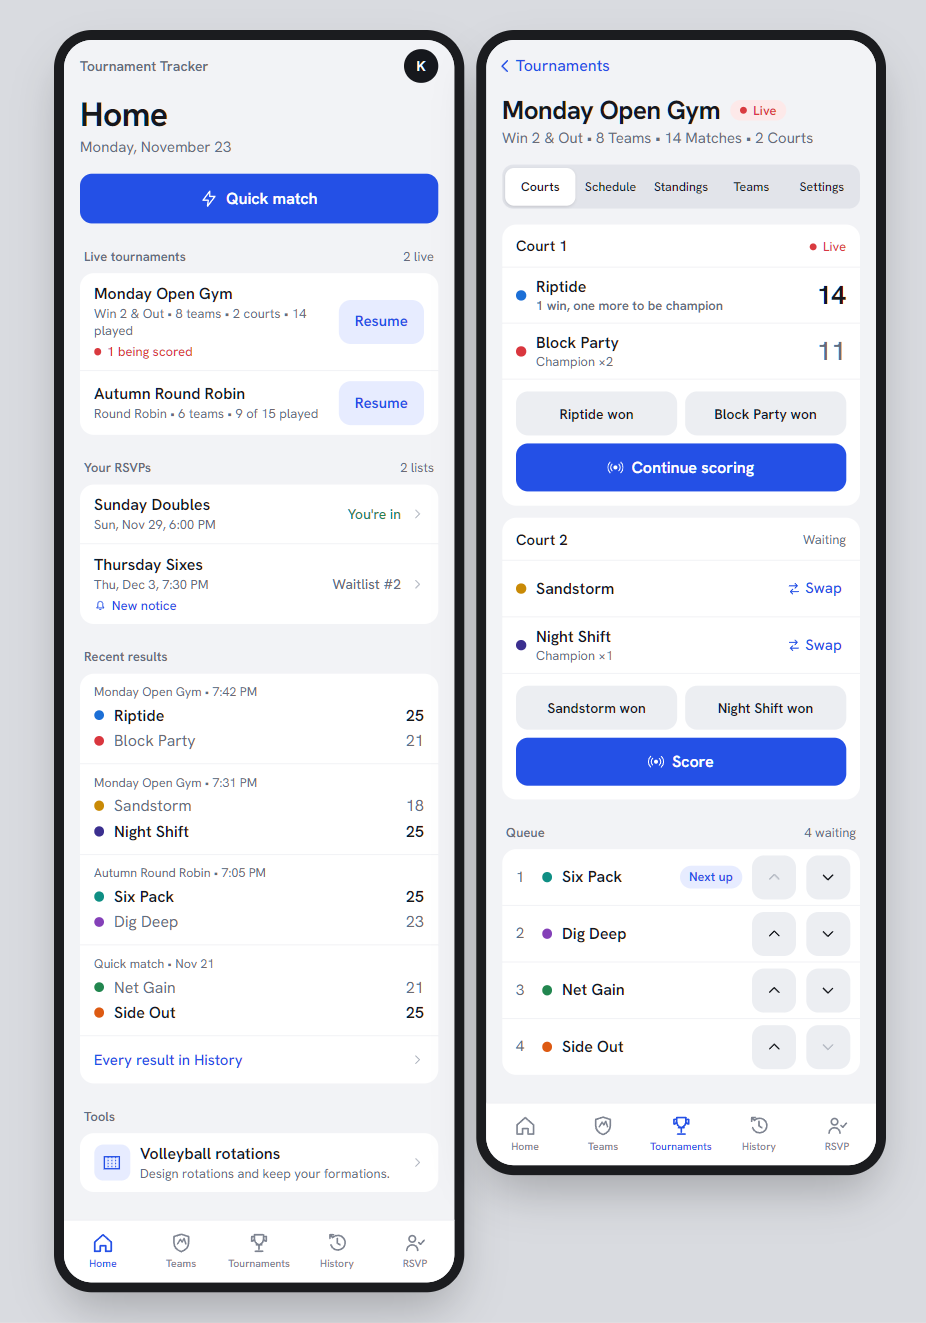 Tournament Tracker
K
Home
Monday, November 23
Quick match
Live tournaments
2 live
Monday Open Gym
Win 2 & Out • 8 teams • 2 courts • 14
played
1 being scored
Resume
Autumn Round Robin
Round Robin • 6 teams • 9 of 15 played
Resume
Your RSVPs
2 lists
Sunday Doubles
Sun, Nov 29, 6:00 PM
You're in
Thursday Sixes
Thu, Dec 3, 7:30 PM
New notice
Waitlist #2
Recent results
Monday Open Gym • 7:42 PM
Riptide 25
Block Party 21
Monday Open Gym • 7:31 PM
Sandstorm 18
Night Shift 25
Autumn Round Robin • 7:05 PM
Six Pack 25
Dig Deep 23
Quick match • Nov 21
Net Gain 21
Side Out 25
Every result in History
Tools
Volleyball rotations
Design rotations and keep your formations.
Home Teams Tournaments History RSVP
Tournaments
Monday Open Gym Live
Win 2 & Out • 8 Teams • 14 Matches • 2 Courts
Courts Schedule Standings Teams Settings
Court 1 Live
Riptide
1 win, one more to be champion
14
Block Party
Champion ×2
11
Riptide won Block Party won
Continue scoring
Court 2 Waiting
Sandstorm Swap
Night Shift
Champion ×1
Swap
Sandstorm won Night Shift won
Score
Queue 4 waiting
1 Six Pack Next up
2 Dig Deep
3 Net Gain
4 Side Out
Home Teams Tournaments History RSVP